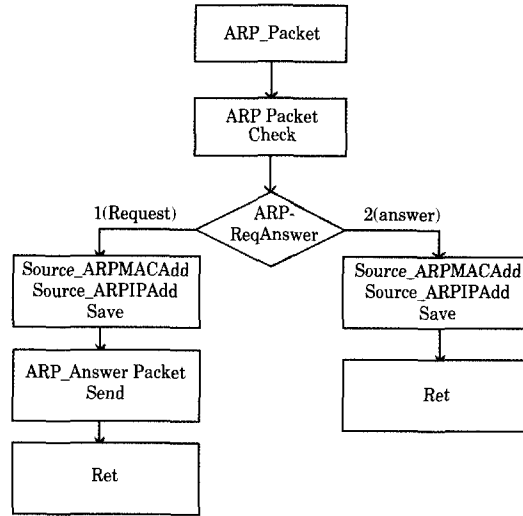 ARP_Packet
ARP Packet
Check
ARP-
ReqAnswer
1(Request)
2(answer)
Source_ARPMACAdd
Source_ARPIPAdd
Save
ARP_Answer Packet
Send
Ret
Source_ARPMACAdd
Source_ARPIPAdd
Save
Ret